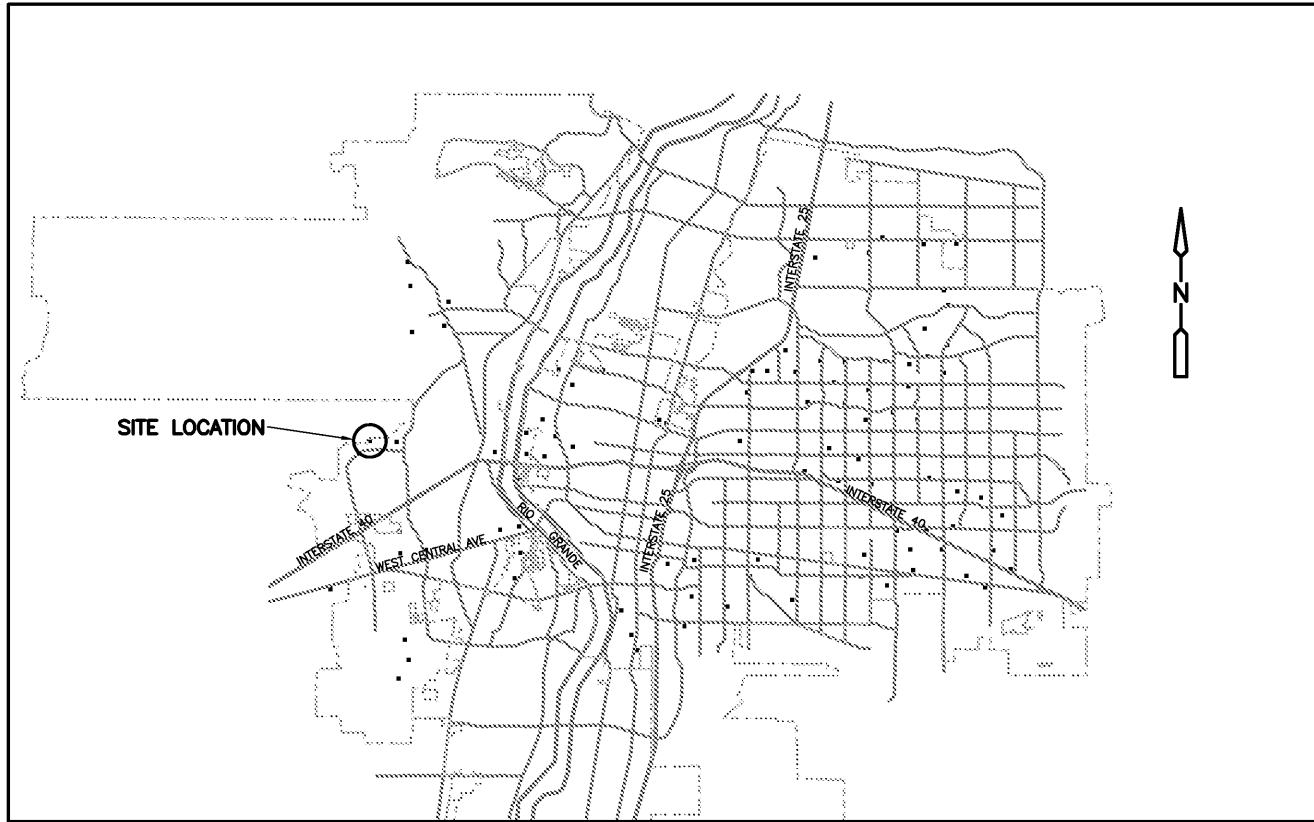 INTERSTATE 25
N
SITE LOCATION
INTERSTATE 40
INTERSTATE 40
WEST CENTRAL AVE
RIO GRANDE
INTERSTATE 25